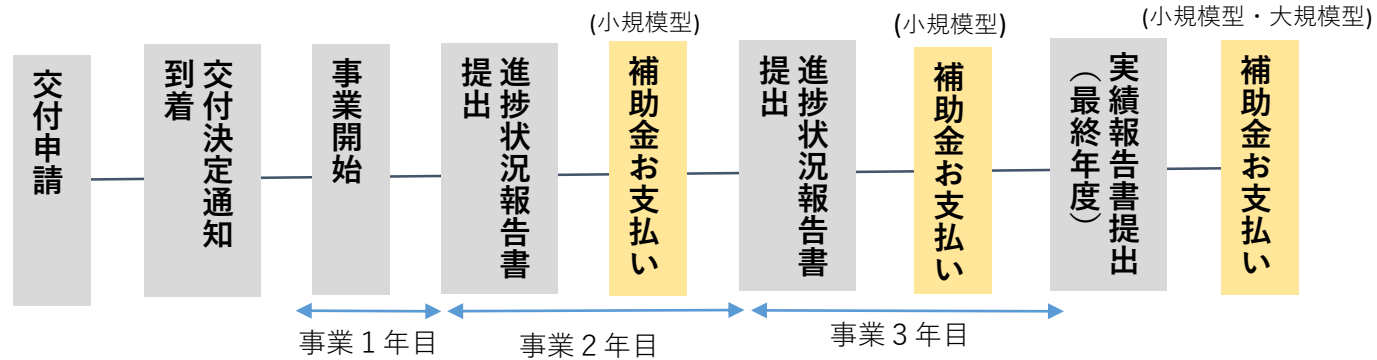 (小規模型)
(小規模型)
(小規模型・大規模型)
交付申請
交付決定通知
到着
事業開始
進捗状況報告書
提出
補助金お支払い
進捗状況報告書
提出
補助金お支払い
実績報告書提出
（最終年度）
補助金お支払い
事業１年目
事業２年目
事業３年目